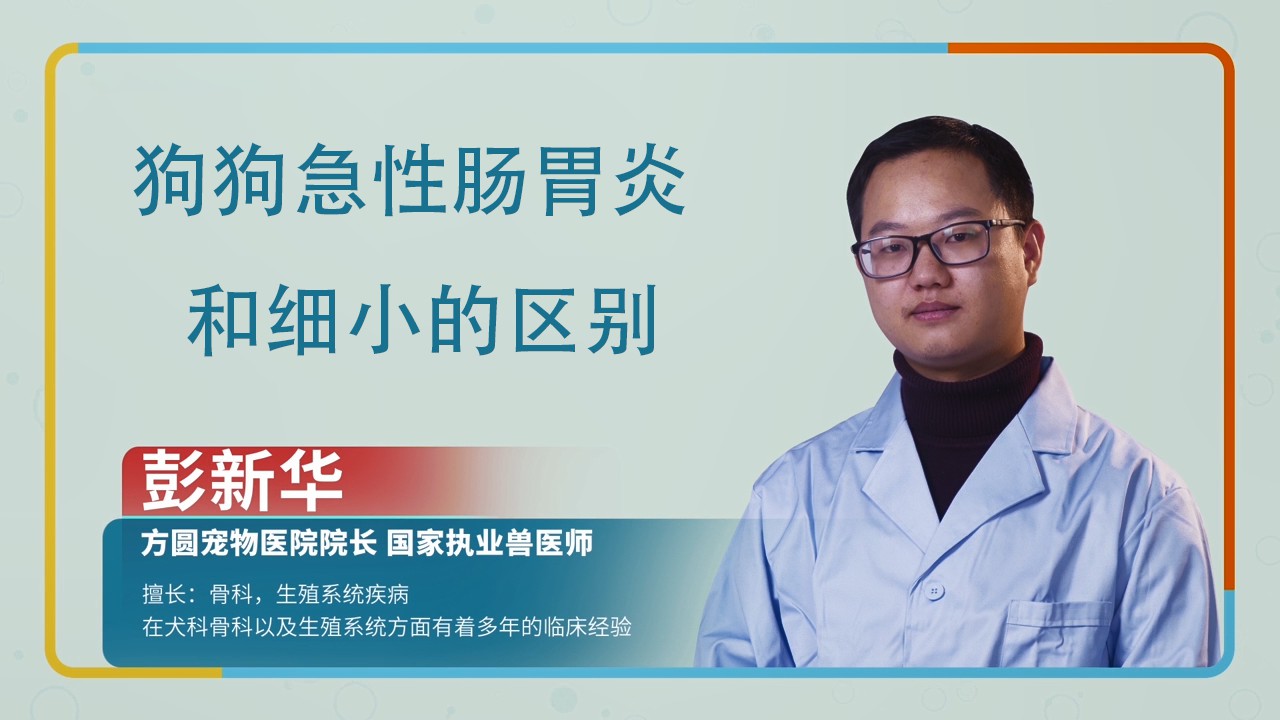 狗狗急性肠胃炎
和细小的区别
彭新华
方圆宠物医院院长 国家执业兽医师
擅长：骨科，生殖系统疾病
在犬科骨科以及生殖系统方面有着多年的临床经验